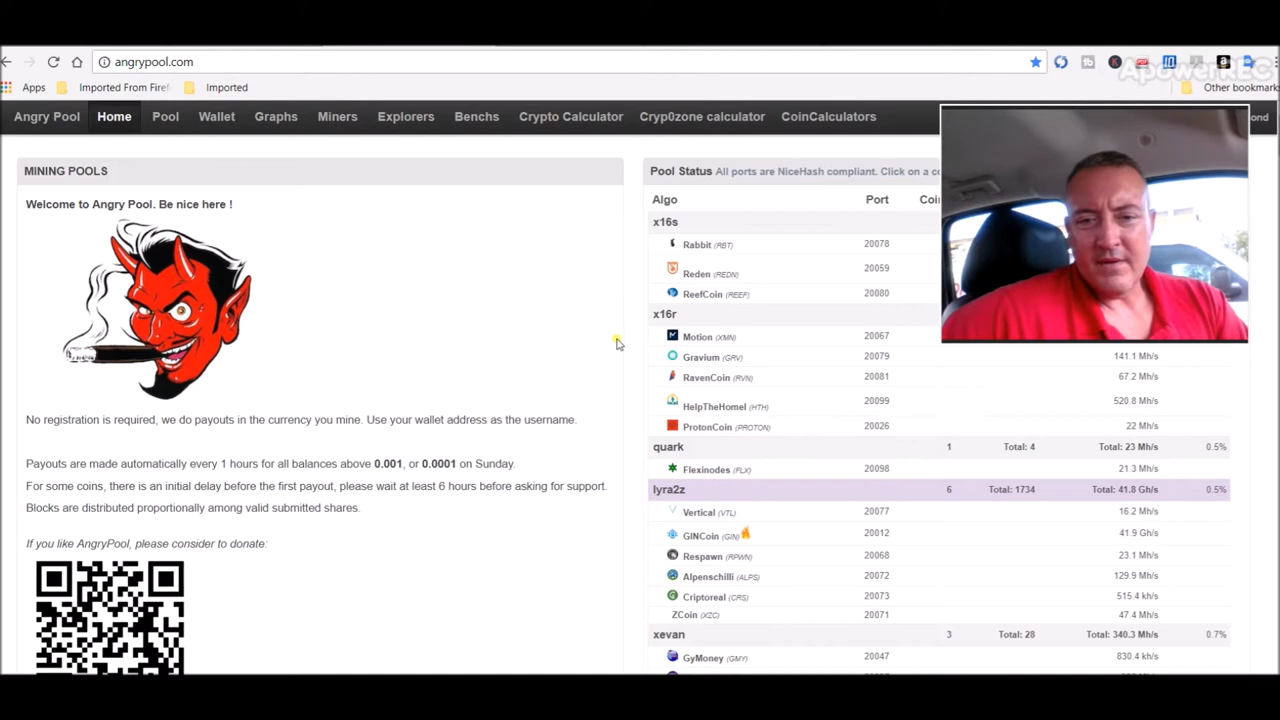 ApowerREC
angrypool.com
Apps Imported From Firef Imported Other bookmark
Angry Pool Home Pool Wallet Graphs Miners Explorers Benchs Crypto Calculator Cryp0zone calculator CoinCalculators ond
MINING POOLS
Welcome to Angry Pool. Be nice here !
No registration is required, we do payouts in the currency you mine. Use your wallet address as the username.
Payouts are made automatically every 1 hours for all balances above 0.001, or 0.0001 on Sunday.
For some coins, there is an initial delay before the first payout, please wait at least 6 hours before asking for support.
Blocks are distributed proportionally among valid submitted shares.
If you like AngryPool, please consider to donate:
Pool Status All ports are NiceHash compliant. Click on a co
Algo Port Coi
x16s
Rabbit (RBT) 20078
Reden (REDN) 20059
ReefCoin (REEF) 20080
x16r
Motion (XMN) 20067
Gravium (GRV) 20079 141.1 Mh/s
RavenCoin (RVN) 20081 67.2 Mh/s
HelpTheHomel (HTH) 20099 520.8 Mh/s
ProtonCoin (PROTON) 20026 22 Mh/s
quark 1 Total: 4 Total: 23 Mh/s 0.5%
Flexinodes (FLX) 20098 21.3 Mh/s
lyra2z 6 Total: 1734 Total: 41.8 Gh/s 0.5%
Vertical (VTL) 20077 16.2 Mh/s
GINCoin (GIN) 20012 41.9 Gh/s
Respawn (RPWN) 20068 23.1 Mh/s
Alpenschilli (ALPS) 20072 129.9 Mh/s
Criptoreal (CRS) 20073 515.4 kh/s
ZCoin (XZC) 20071 47.4 Mh/s
xevan 3 Total: 28 Total: 340.3 Mh/s 0.7%
GyMoney (GMY) 20047 830.4 kh/s